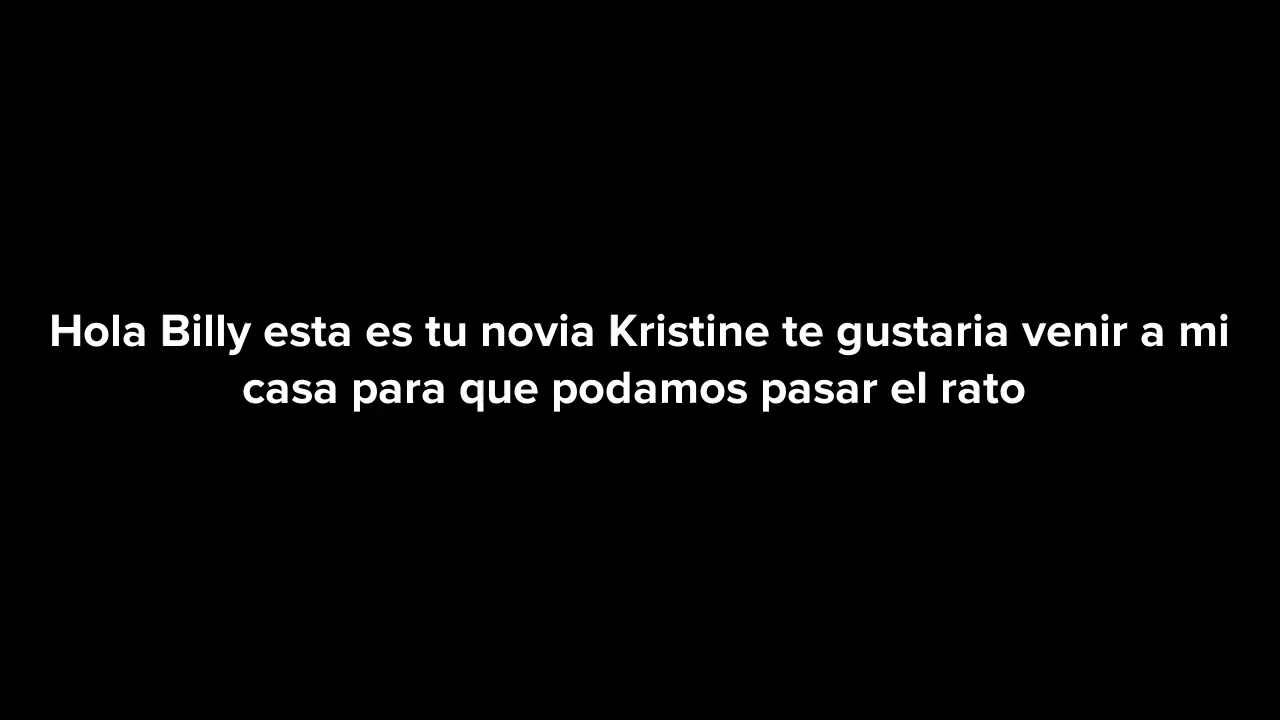 Hola Billy esta es tu novia Kristine te gustaria venir a mi
casa para que podamos pasar el rato